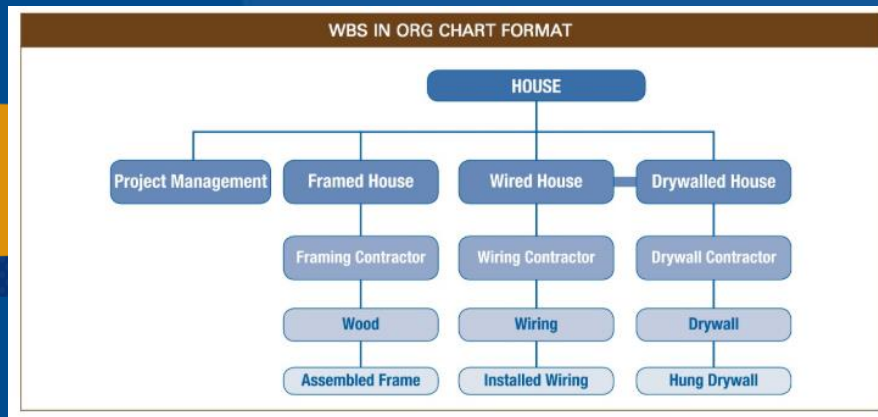 WBS IN ORG CHART FORMAT
HOUSE
Project Management
Framed House
Wired House
Drywalled House
Framing Contractor
Wiring Contractor
Drywall Contractor
Wood
Wiring
Drywall
Assembled Frame
Installed Wiring
Hung Drywall